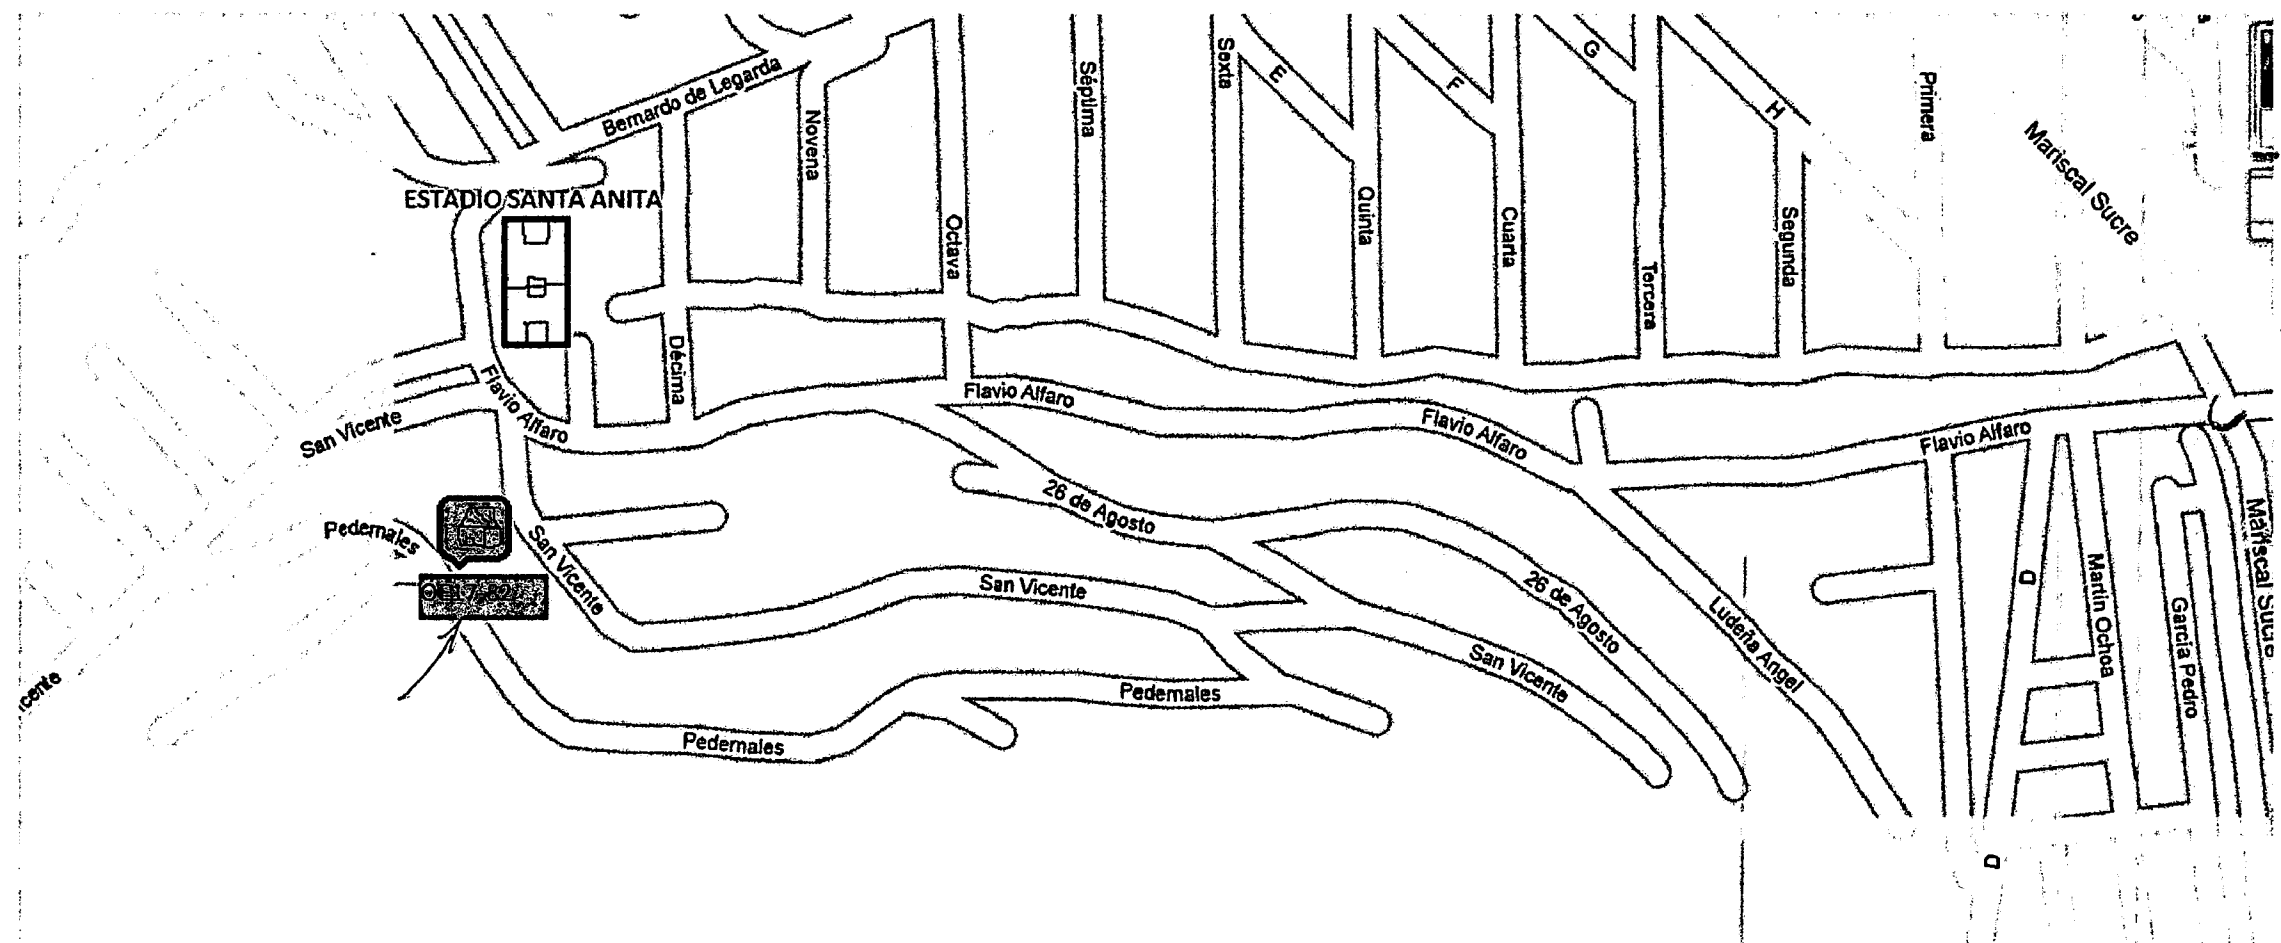 Bernardo de Legarda
Novena
Séptima
Sexta
E
F
G
H
Primera
Mariscal Sucre
ESTADIO SANTA ANITA
Octava
Quinta
Cuarta
Tercera
Segunda
Décima
Flavio Alfaro
Flavio Alfaro
Flavio Alfaro
Flavio Alfaro
San Vicente
26 de Agosto
Pedernales
San Vicente
San Vicente
26 de Agosto
San Vicente
Ludeña Angel
D
Martin Ochoa
Garcia Pedro
Mariscal Sucre
icente
Pedernales
Pedernales
D